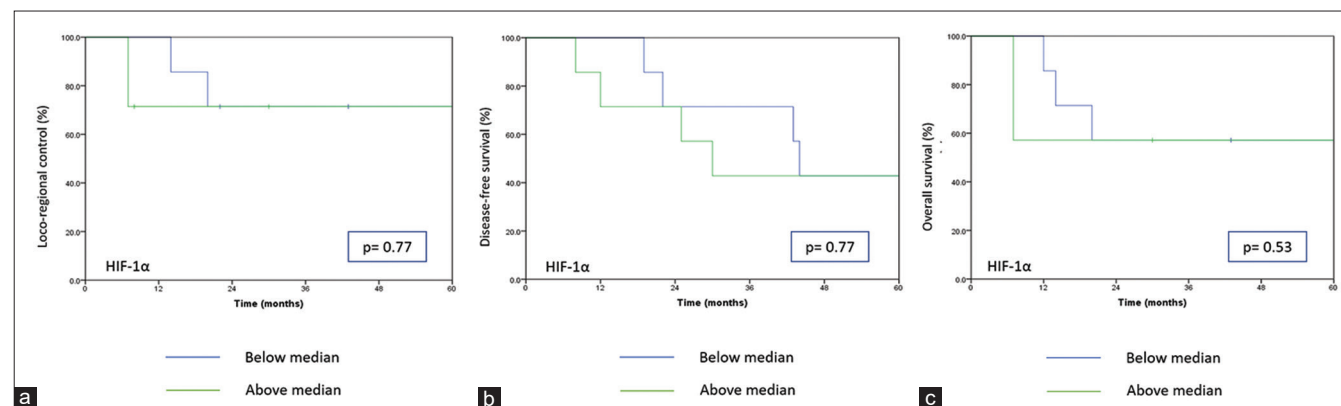 100.0
80.0
60.0
40.0
20.0
0.0
Loco-regional control (%)
HIF-1α
p= 0.77
0 12 24 36 48 60
Time (months)
Below median
Above median
a
100.0
80.0
60.0
40.0
20.0
0.0
Disease-free survival (%)
HIF-1α
p= 0.77
0 12 24 36 48 60
Time (months)
Below median
Above median
b
100.0
80.0
60.0
40.0
20.0
0.0
Overall survival (%)
HIF-1α
p= 0.53
0 12 24 36 48 60
Time (months)
Below median
Above median
c